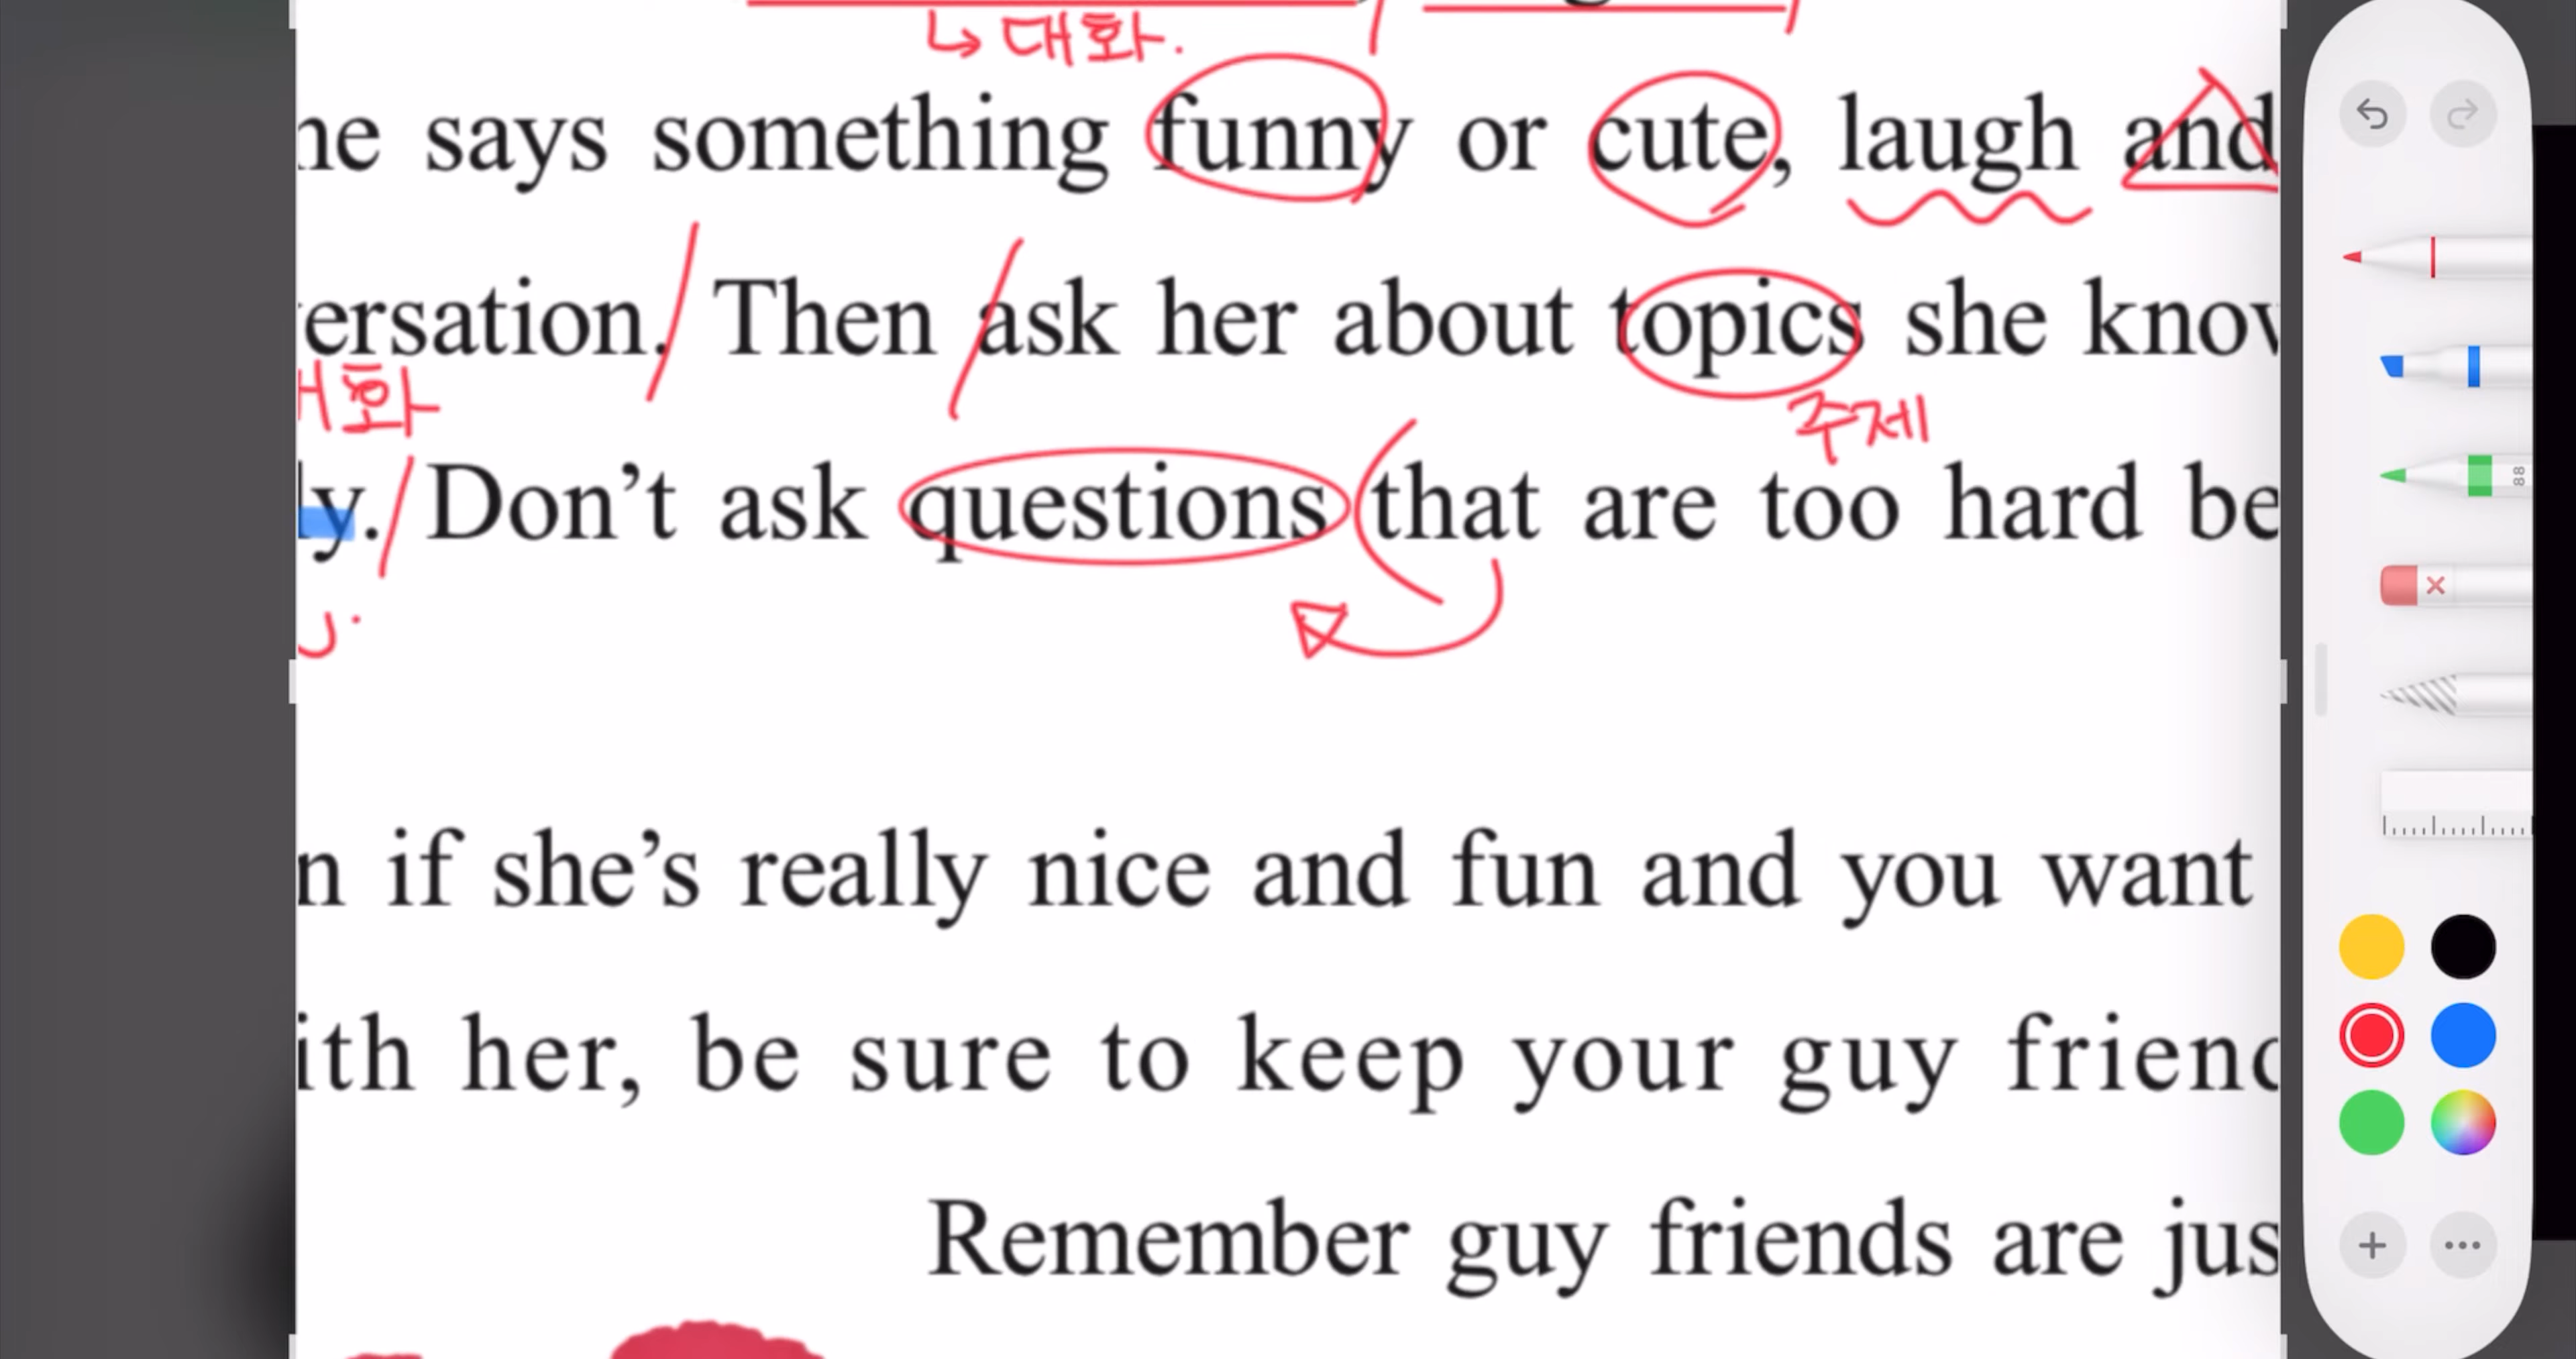 대화.
he says something funny or cute, laugh and
ersation. Then ask her about topics she know
대화 주제
ly. Don't ask questions that are too hard be
n if she's really nice and fun and you want
ith her, be sure to keep your guy friend
Remember guy friends are jus
88